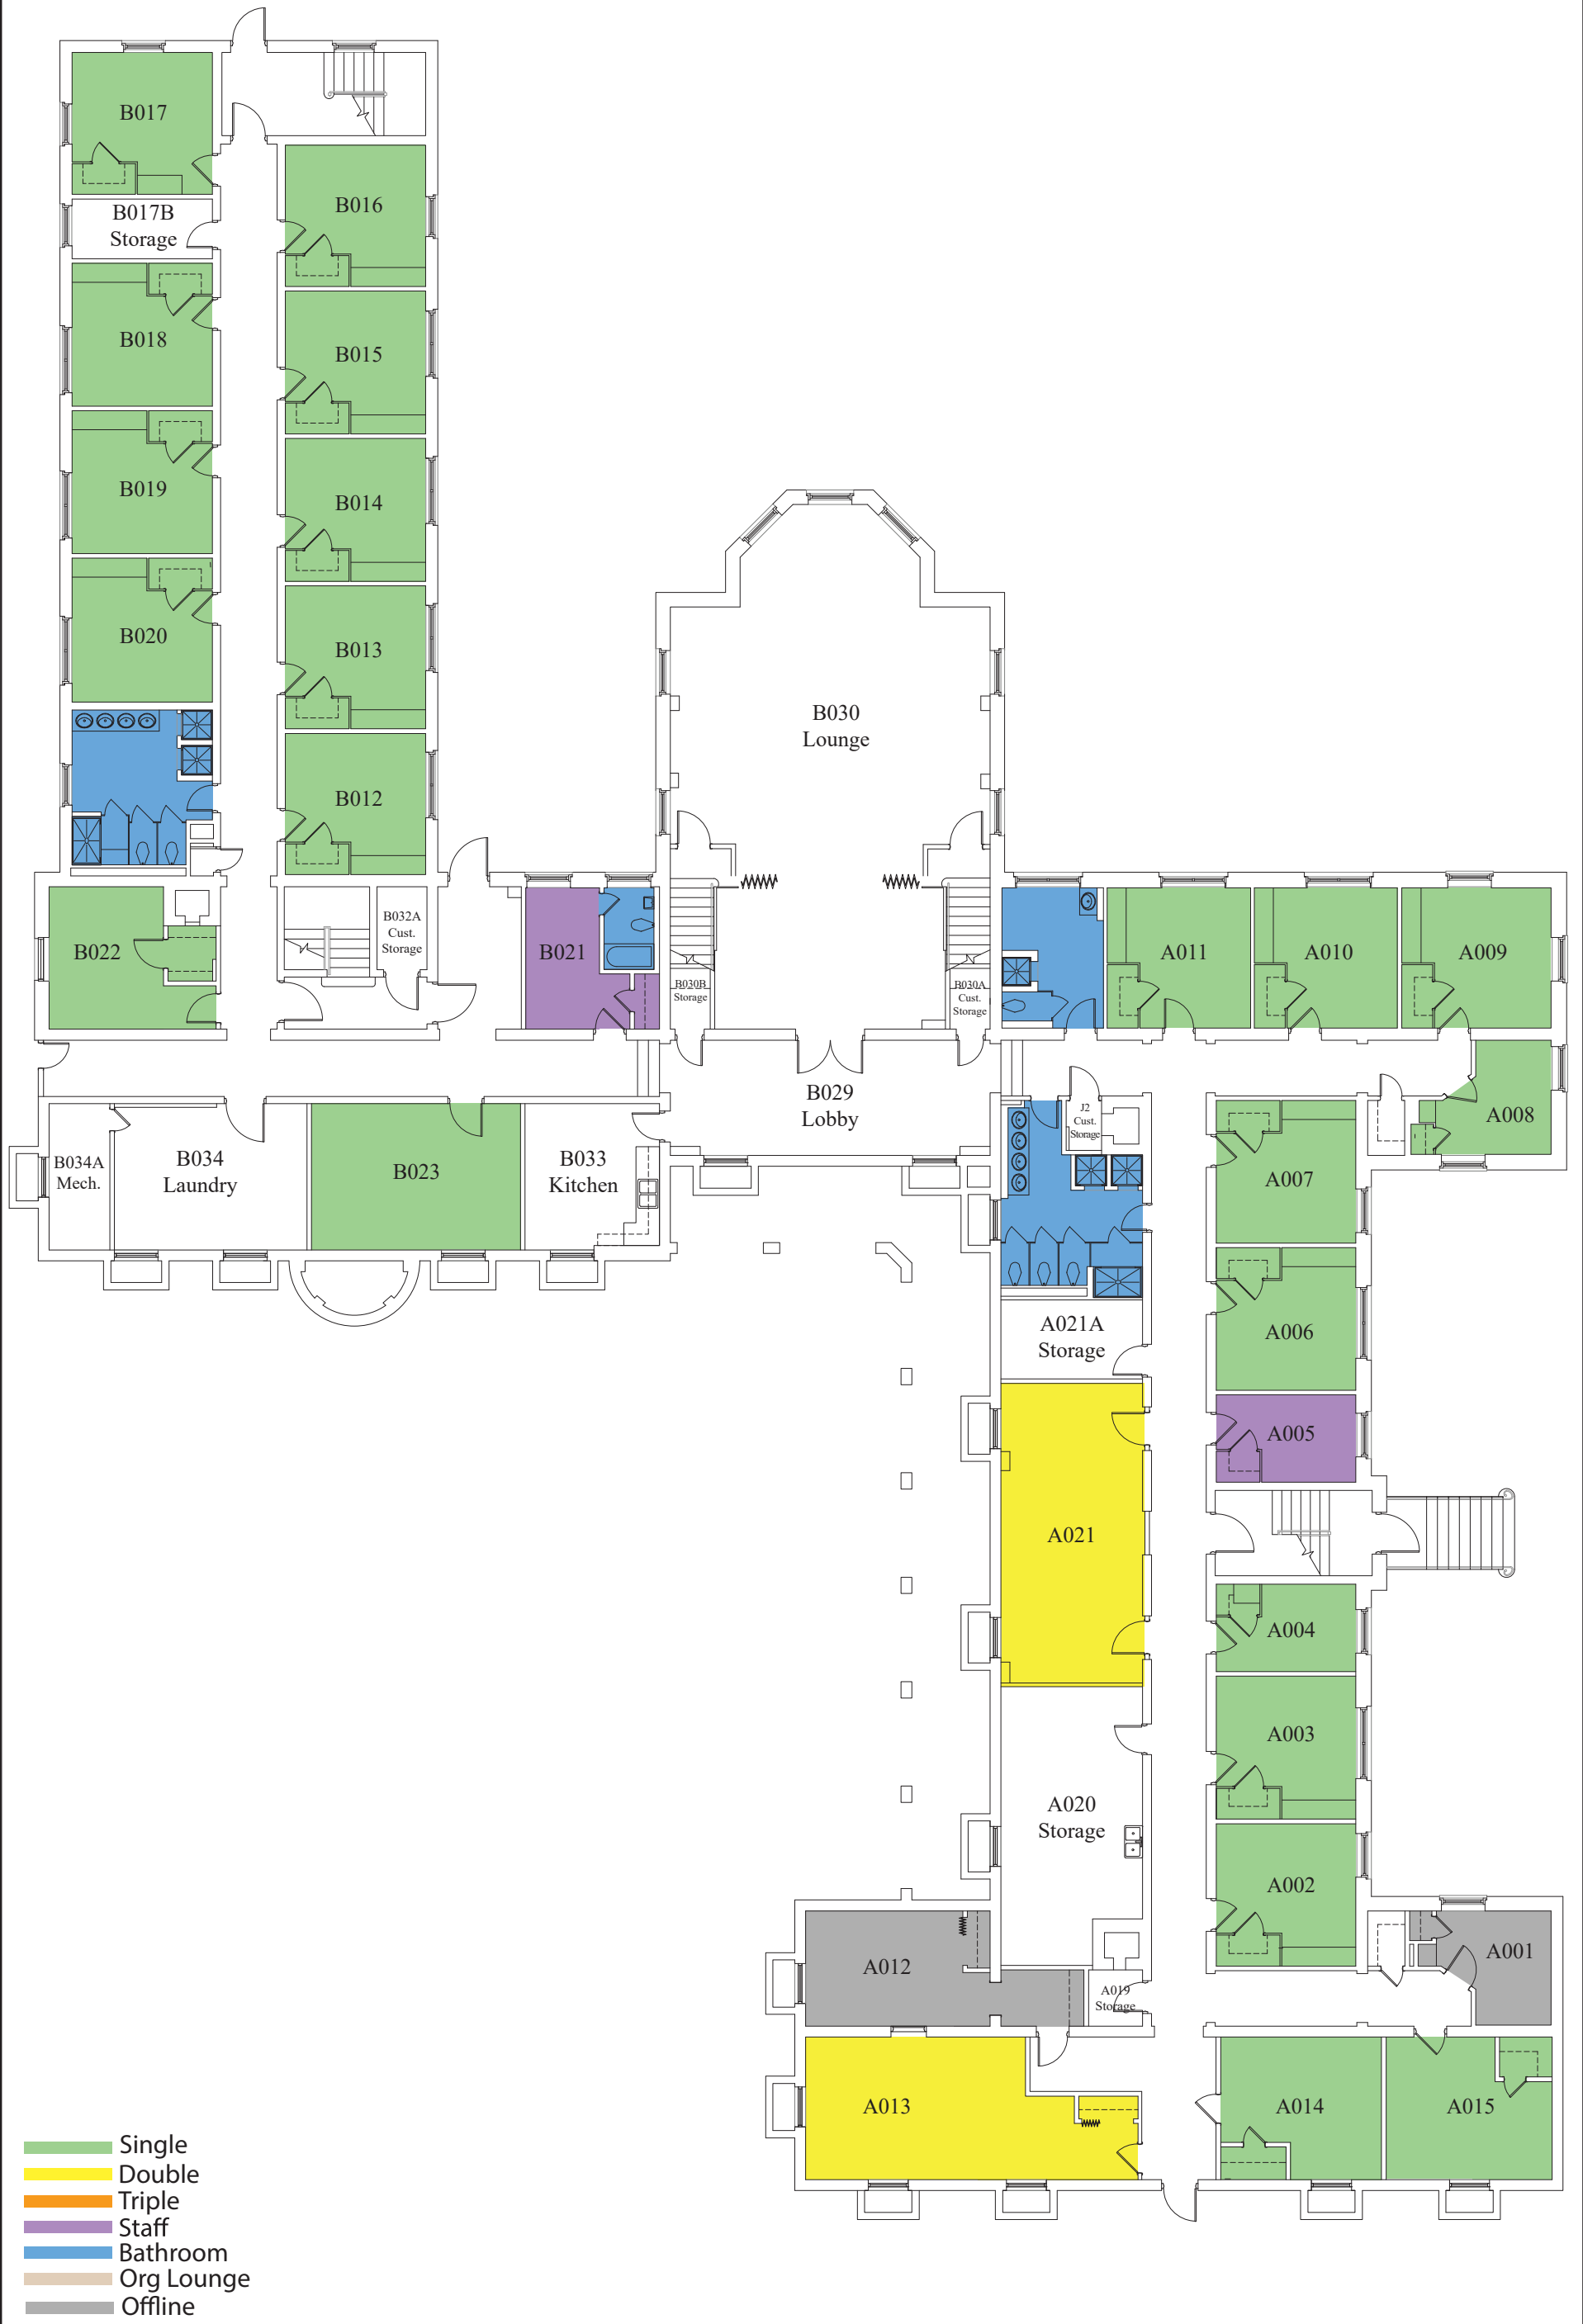 B017
B017B
Storage
B016
B018
B015
B019
B014
B020
B013
B012
B030
Lounge
B022
B032A
Cust.
Storage
B021
B030B
Storage
B030A
Cust.
Storage
A011
A010
A009
B029
Lobby
J2
Cust.
Storage
A008
B034A
Mech.
B034
Laundry
B023
B033
Kitchen
A007
A006
A021A
Storage
A005
A021
A004
A003
A020
Storage
A002
A012
A019
Storage
A001
A013
A014
A015
Single
Double
Triple
Staff
Bathroom
Org Lounge
Offline